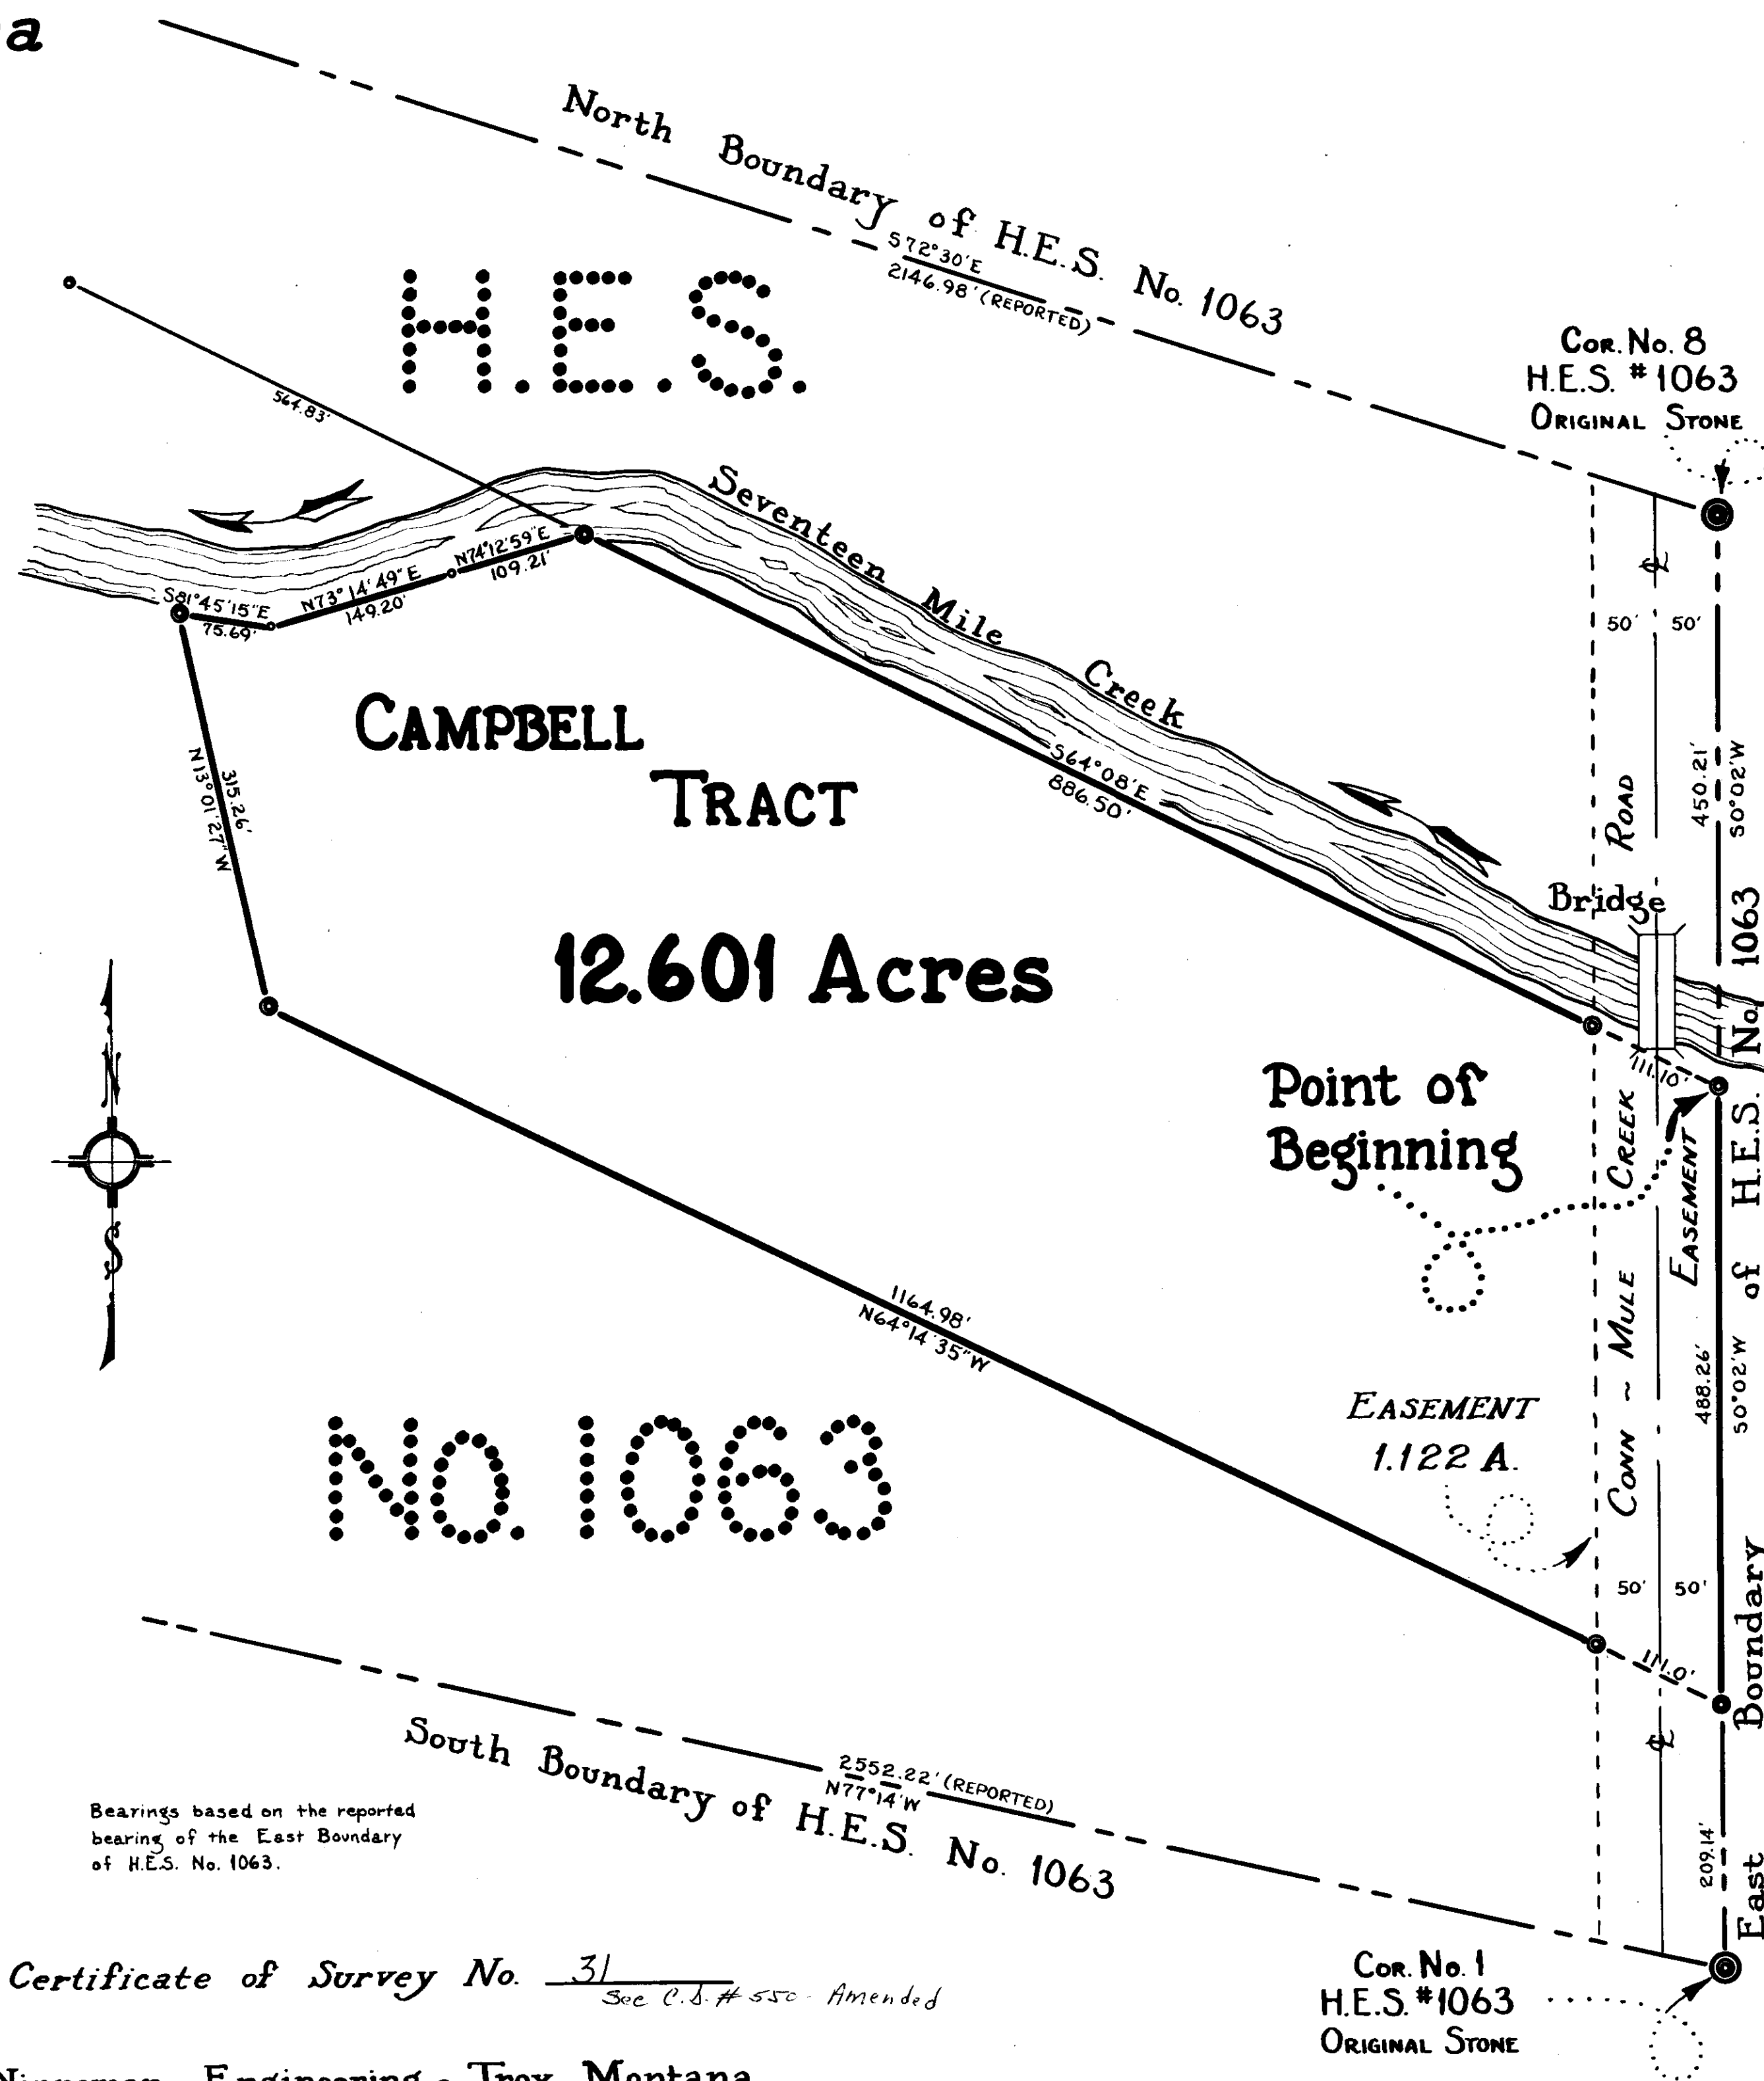 a
North Boundary of H.E.S. No. 1063
S72°30'E
2146.98' (REPORTED)
H.E.S.
COR. NO. 8
H.E.S. #1063
ORIGINAL STONE
564.83'
Seventeen Mile Creek
N74°12'59"E
109.21'
N73°14'49"E
149.20'
S81°45'15"E
75.69'
50' 50'
CAMPBELL
TRACT
315.26'
N13°01'27"W
S64°08'E
886.50'
450.21'
S0°02'W
Bridge
12.601 Acres
N
S
Point of
Beginning
111.10'
CONN ~ MULE CREEK ROAD
EASEMENT
East Boundary of H.E.S. No. 1063
1164.98'
N64°14'35"W
488.26'
S0°02'W
EASEMENT
1.122 A.
No. 1063
50' 50'
111.0'
South Boundary of H.E.S. No. 1063
2552.22' (REPORTED)
N77°14'W
209.14'
Bearings based on the reported
bearing of the East Boundary
of H.E.S. No. 1063.
Certificate of Survey No. 31
See C.S. # 550 - Amended
COR. NO. 1
H.E.S. #1063
ORIGINAL STONE
Engineering - Troy, Montana